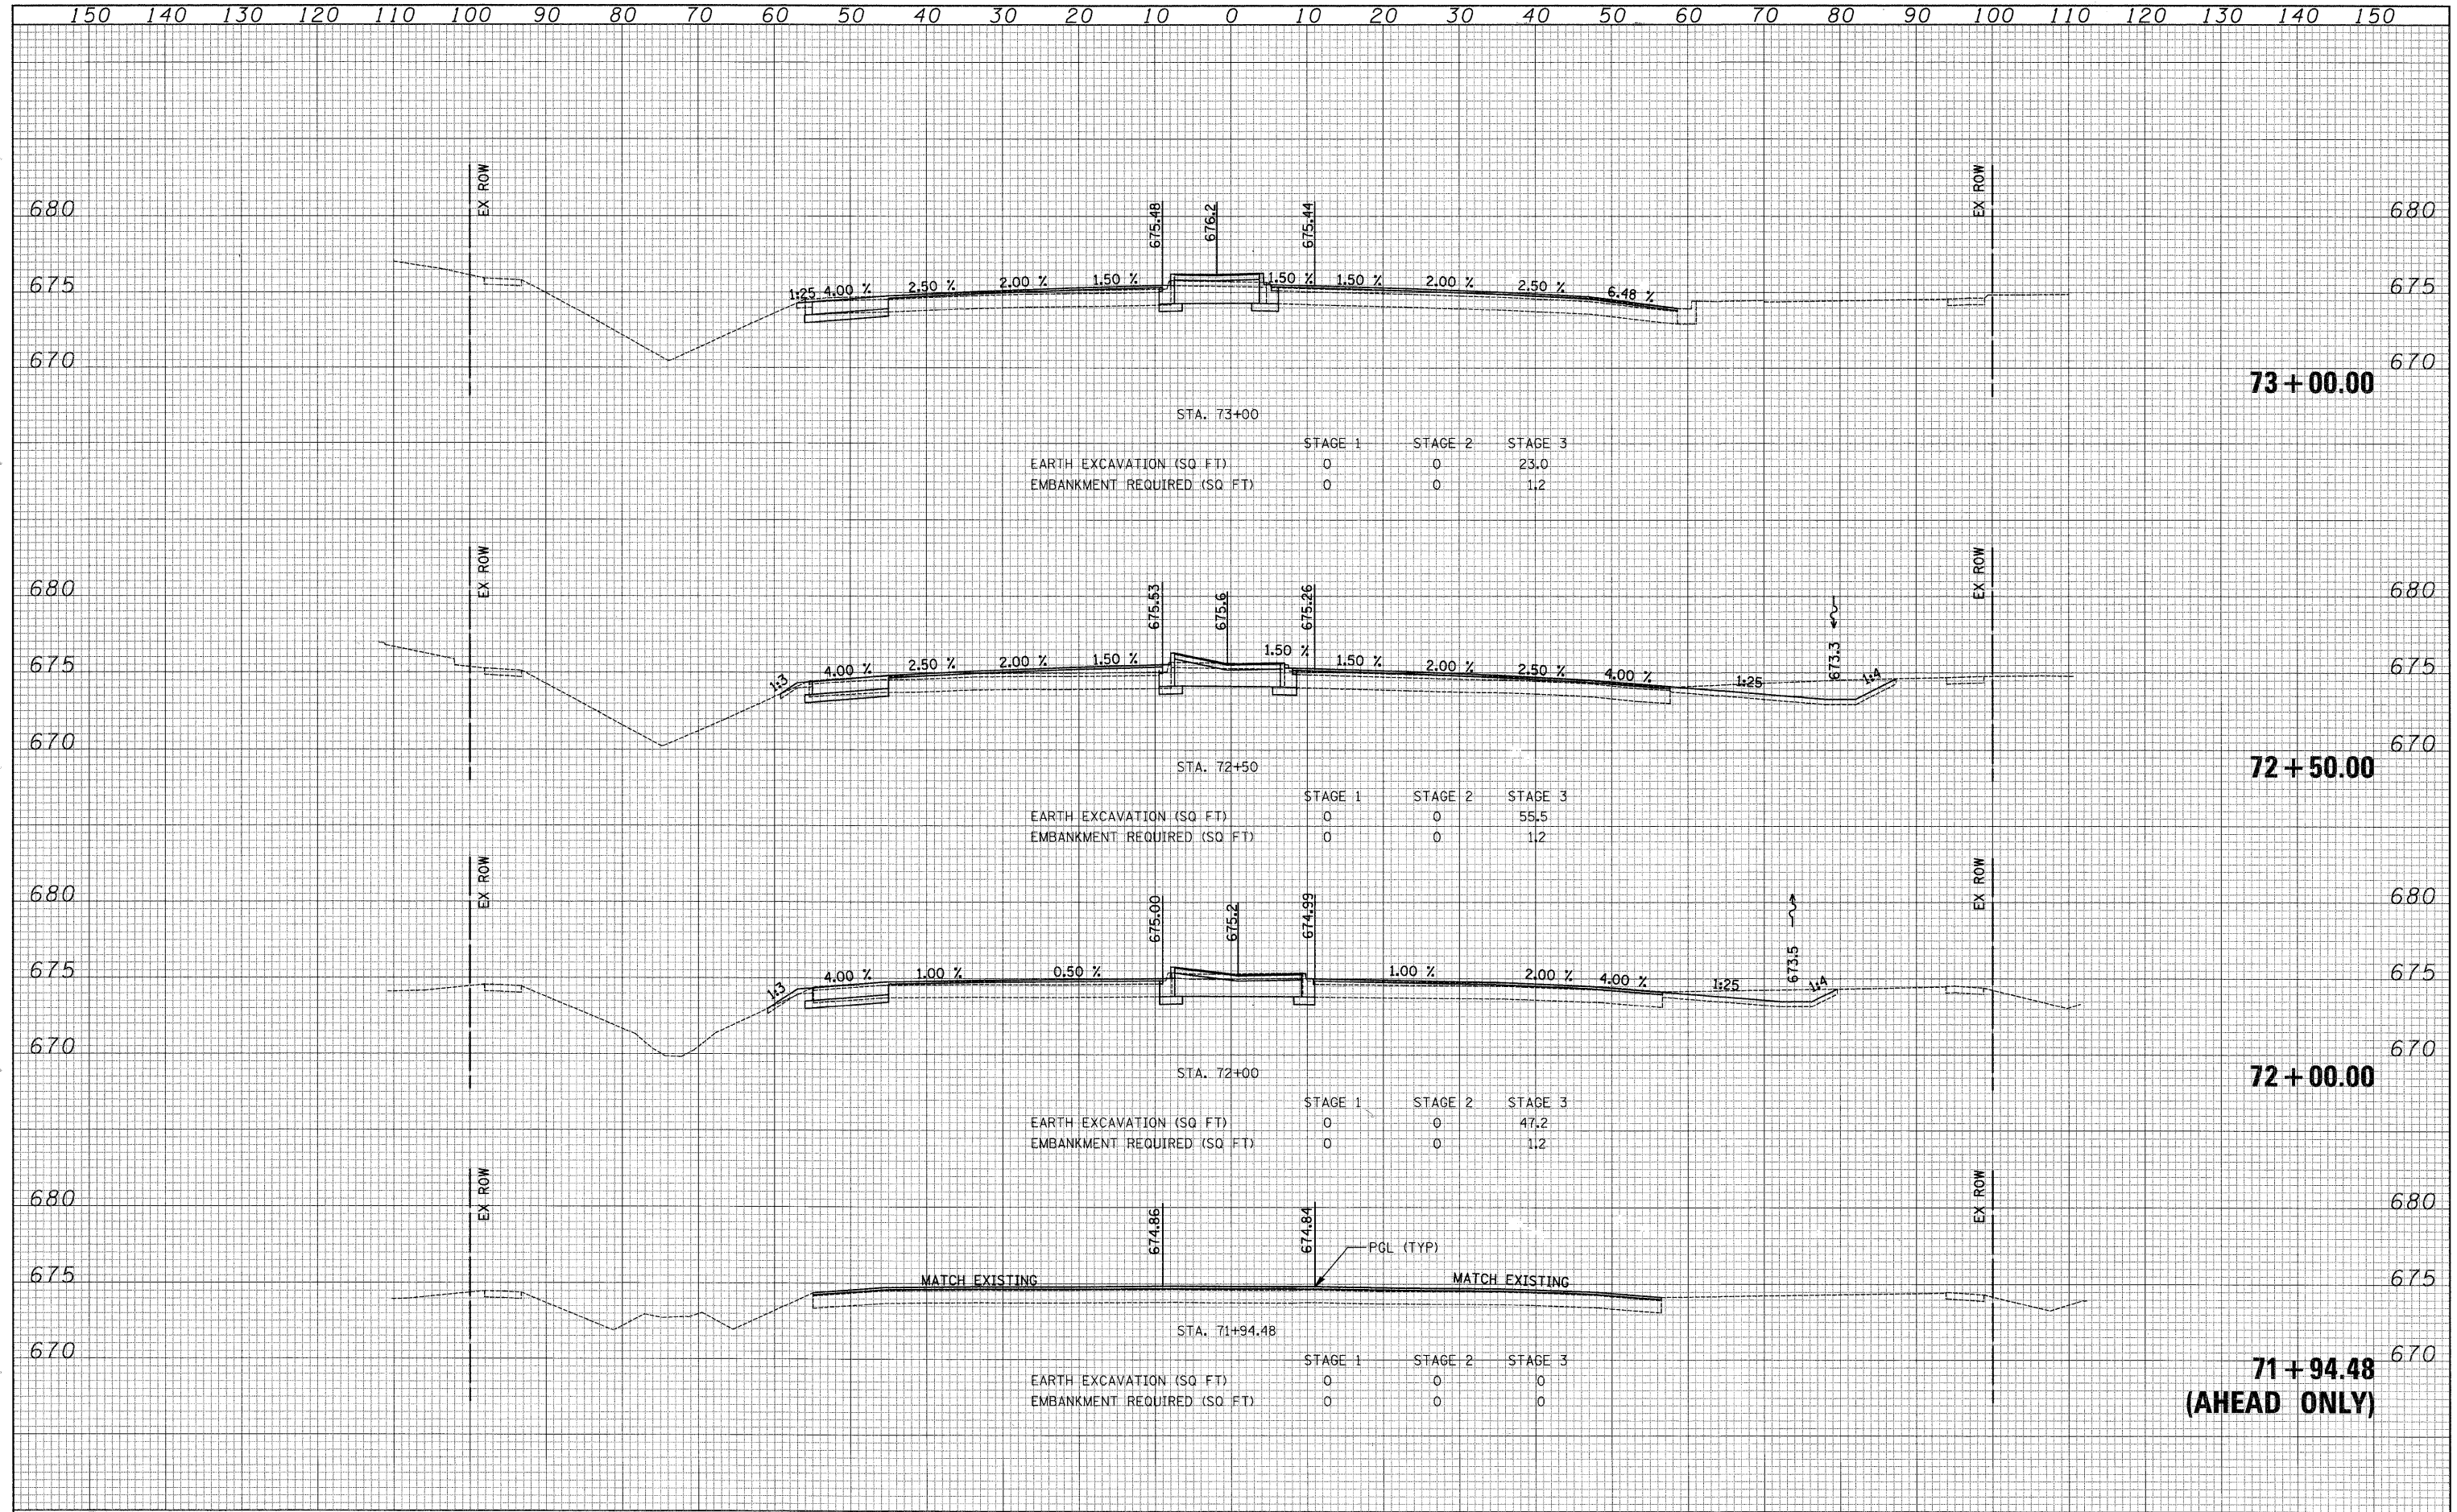 150 140 130 120 110 100 90 80 70 60 50 40 30 20 10 0 10 20 30 40 50 60 70 80 90 100 110 120 130 140 150
EX ROW
EX ROW
680 675.48 676.2 675.44 680
675 1:25 4.00 % 2.50 % 2.00 % 1.50 % 1.50 % 1.50 % 2.00 % 2.50 % 6.48 % 675
670 670
73+00.00
STA. 73+00
STAGE 1 STAGE 2 STAGE 3
EARTH EXCAVATION (SQ FT) 0 0 23.0
EMBANKMENT REQUIRED (SQ FT) 0 0 1.2
EX ROW
EX ROW
680 675.53 675.6 675.26 680
673.3
675 1:3 4.00 % 2.50 % 2.00 % 1.50 % 1.50 % 1.50 % 2.00 % 2.50 % 4.00 % 1:25 1:4 675
670 670
72+50.00
STA. 72+50
STAGE 1 STAGE 2 STAGE 3
EARTH EXCAVATION (SQ FT) 0 0 55.5
EMBANKMENT REQUIRED (SQ FT) 0 0 1.2
EX ROW
EX ROW
680 675.00 675.2 674.99 680
673.5
675 1:3 4.00 % 1.00 % 0.50 % 1.00 % 2.00 % 4.00 % 1:25 1:4 675
670 670
72+00.00
STA. 72+00
STAGE 1 STAGE 2 STAGE 3
EARTH EXCAVATION (SQ FT) 0 0 47.2
EMBANKMENT REQUIRED (SQ FT) 0 0 1.2
EX ROW
EX ROW
680 680
674.86 674.84
PGL (TYP)
675 MATCH EXISTING MATCH EXISTING 675
STA. 71+94.48
670 670
71+94.48
(AHEAD ONLY)
STAGE 1 STAGE 2 STAGE 3
EARTH EXCAVATION (SQ FT) 0 0 0
EMBANKMENT REQUIRED (SQ FT) 0 0 0